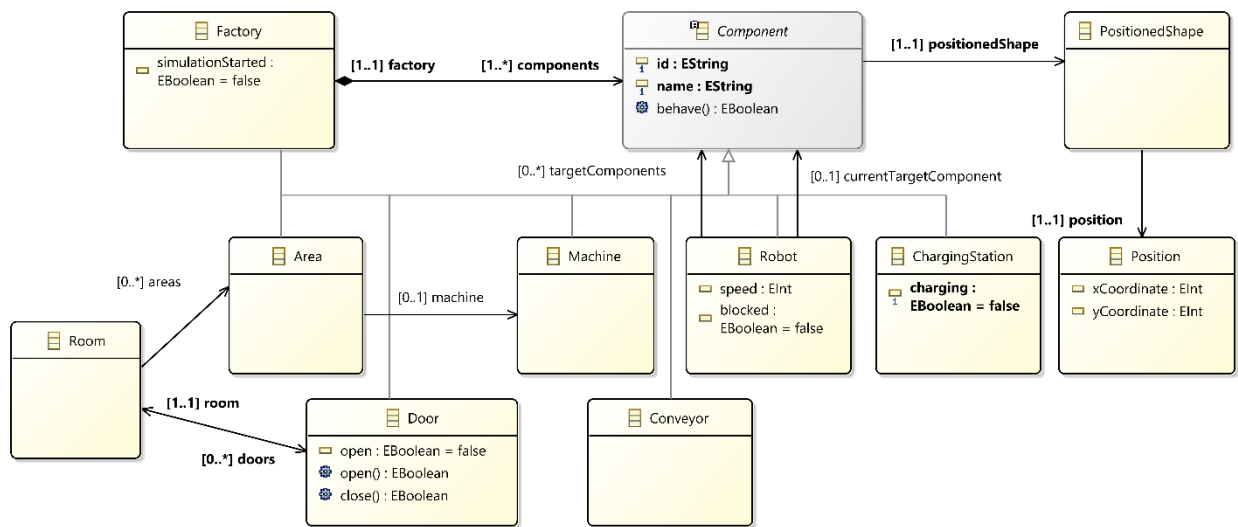 Factory
simulationStarted :
EBoolean = false
[1..1] factory
[1..*] components
Component
id : EString
name : EString
behave() : EBoolean
[1..1] positionedShape
PositionedShape
[0..*] targetComponents
[0..1] currentTargetComponent
[1..1] position
Area
Machine
Robot
speed : EInt
blocked :
EBoolean = false
ChargingStation
charging :
EBoolean = false
Position
xCoordinate : EInt
yCoordinate : EInt
[0..*] areas
[0..1] machine
Room
[1..1] room
[0..*] doors
Door
open : EBoolean = false
open() : EBoolean
close() : EBoolean
Conveyor